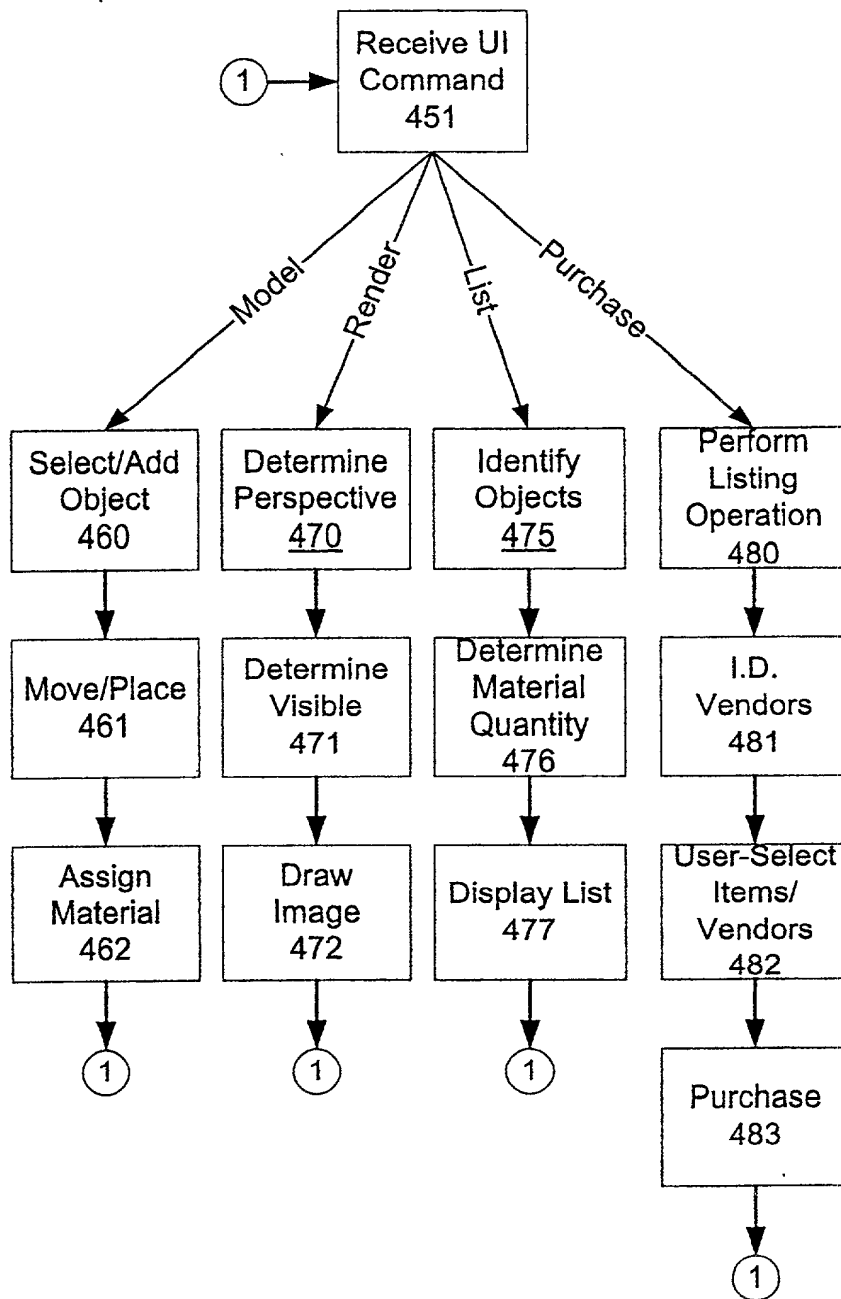 1
Receive UI
Command
451
Model
Render
List
Purchase
Select/Add
Object
460
Determine
Perspective
470
Identify
Objects
475
Perform
Listing
Operation
480
Move/Place
461
Determine
Visible
471
Determine
Material
Quantity
476
I.D.
Vendors
481
Assign
Material
462
Draw
Image
472
Display List
477
User-Select
Items/
Vendors
482
1
1
1
Purchase
483
1